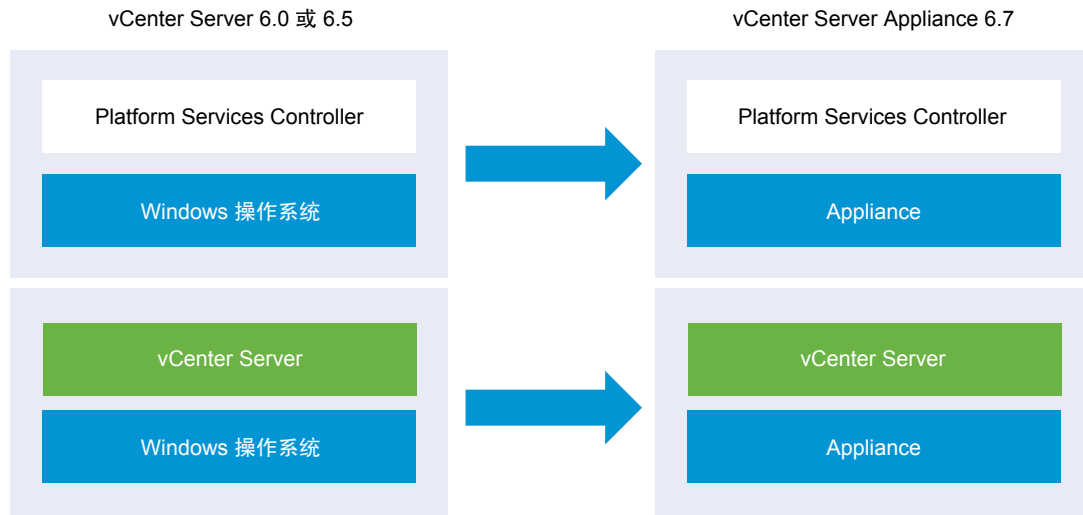 vCenter Server 6.0 或 6.5
vCenter Server Appliance 6.7
Platform Services Controller
Platform Services Controller
Windows 操作系统
Appliance
vCenter Server
vCenter Server
Windows 操作系统
Appliance